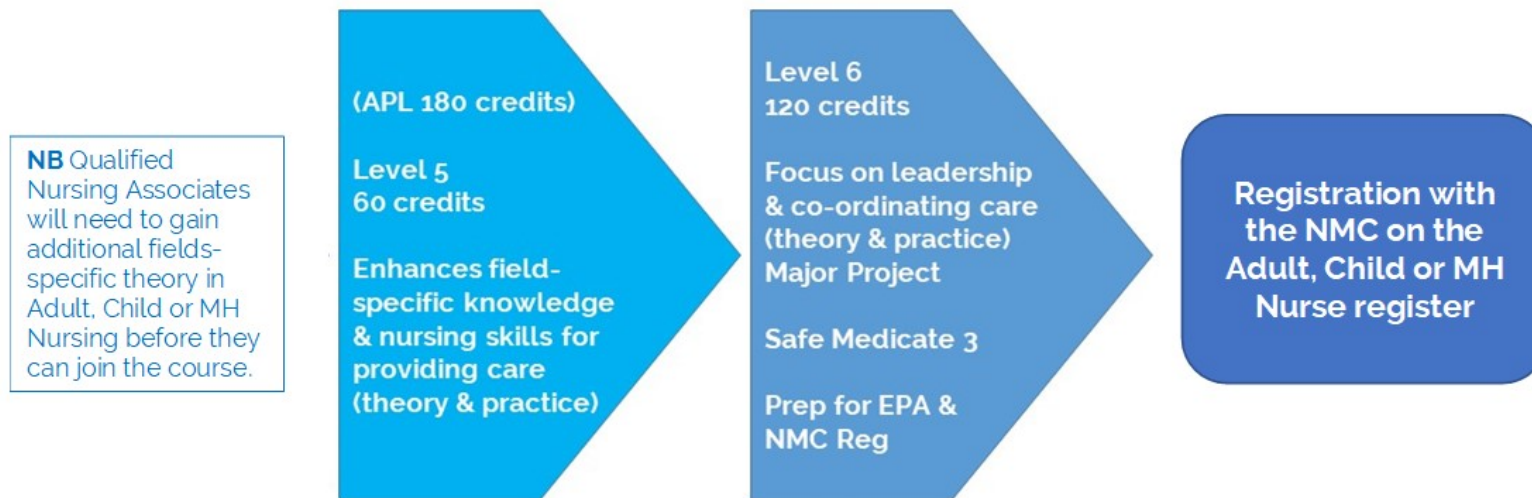 NB Qualified
Nursing Associates
will need to gain
additional fields-
specific theory in
Adult, Child or MH
Nursing before they
can join the course.
(APL 180 credits)
Level 5
60 credits
Enhances field-
specific knowledge
& nursing skills for
providing care
(theory & practice)
Level 6
120 credits
Focus on leadership
& co-ordinating care
(theory & practice)
Major Project
Safe Medicate 3
Prep for EPA &
NMC Reg
Registration with
the NMC on the
Adult, Child or MH
Nurse register